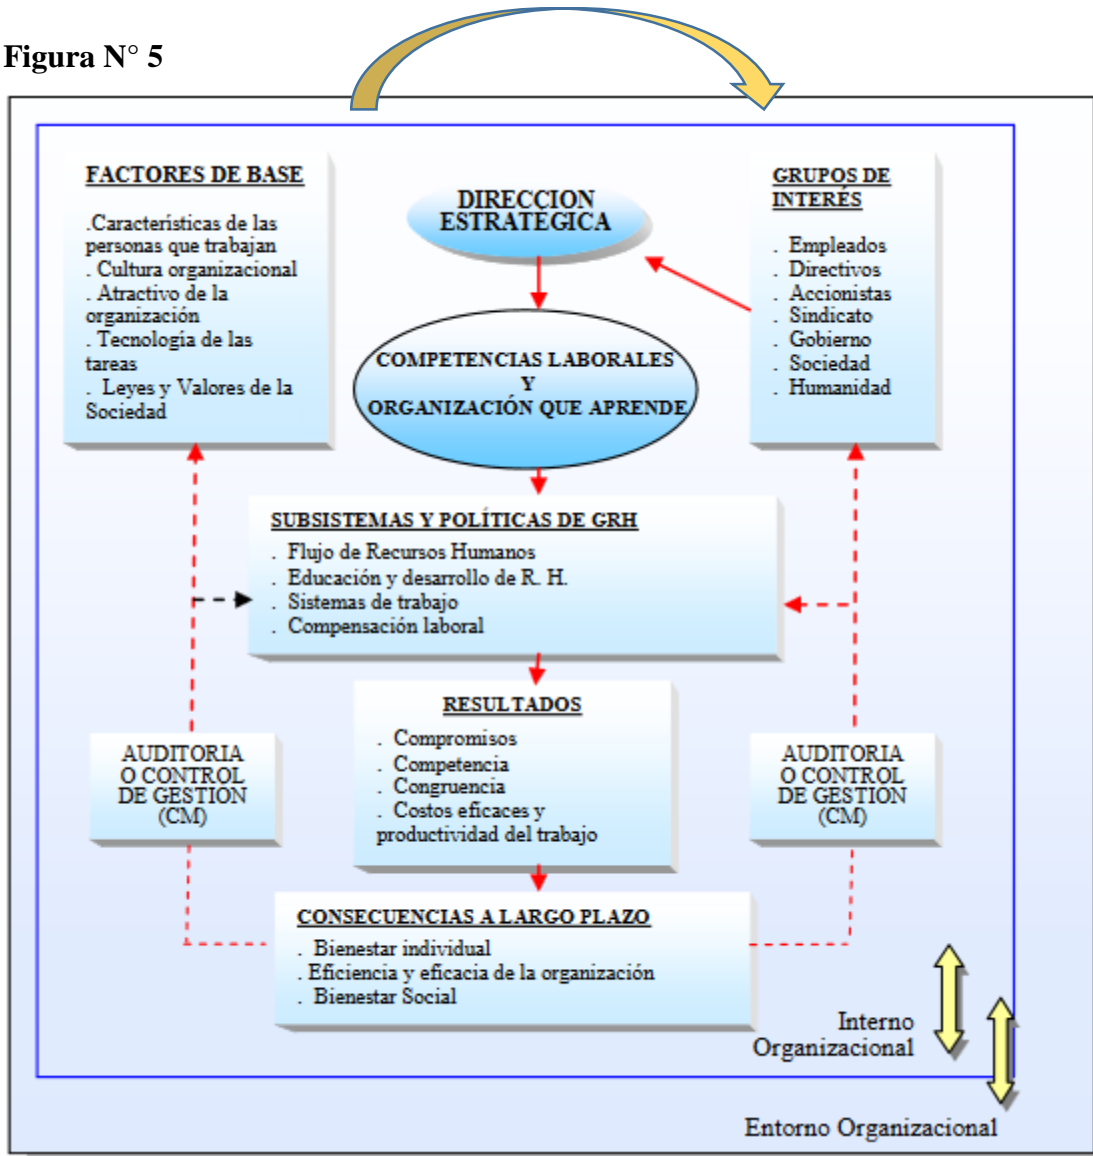 Figura N° 5
FACTORES DE BASE
.Características de las
personas que trabajan
. Cultura organizacional
. Atractivo de la
organización
. Tecnología de las
tareas
. Leyes y Valores de la
Sociedad
DIRECCION
ESTRATÉGICA
GRUPOS DE
INTERÉS
. Empleados
. Directivos
. Accionistas
. Sindicato
. Gobierno
. Sociedad
. Humanidad
COMPETENCIAS LABORALES
Y
ORGANIZACIÓN QUE APRENDE
SUBSISTEMAS Y POLÍTICAS DE GRH
. Flujo de Recursos Humanos
. Educación y desarrollo de R. H.
. Sistemas de trabajo
. Compensación laboral
RESULTADOS
. Compromisos
. Competencia
. Congruencia
. Costos eficaces y
productividad del trabajo
AUDITORIA
O CONTROL
DE GESTIÓN
(CM)
AUDITORIA
O CONTROL
DE GESTIÓN
(CM)
CONSECUENCIAS A LARGO PLAZO
. Bienestar individual
. Eficiencia y eficacia de la organización
. Bienestar Social
Interno
Organizacional
Entorno Organizacional